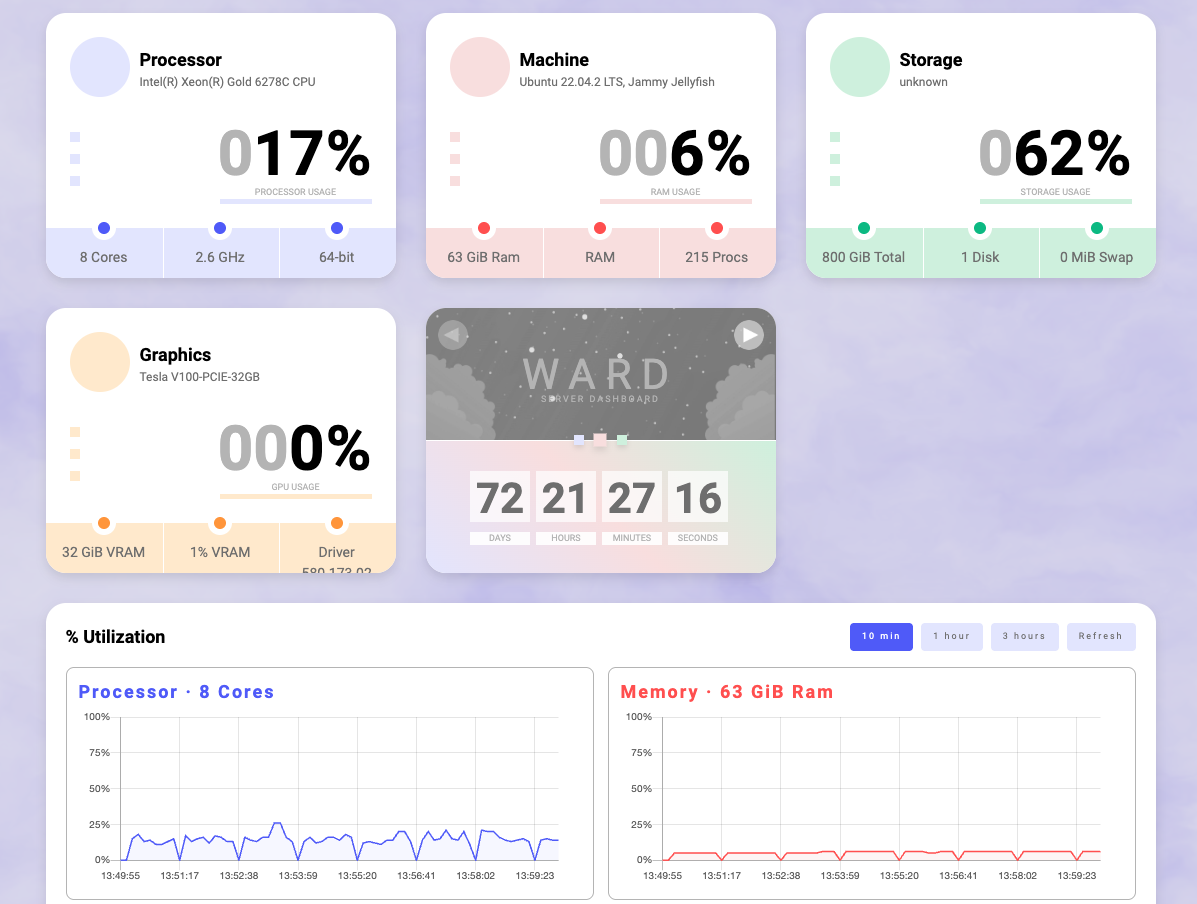 Processor
Intel(R) Xeon(R) Gold 6278C CPU
017%
PROCESSOR USAGE
8 Cores
2.6 GHz
64-bit
Machine
Ubuntu 22.04.2 LTS, Jammy Jellyfish
006%
RAM USAGE
63 GiB Ram
RAM
215 Procs
Storage
unknown
062%
STORAGE USAGE
800 GiB Total
1 Disk
0 MiB Swap
Graphics
Tesla V100-PCIE-32GB
000%
GPU USAGE
32 GiB VRAM
1% VRAM
Driver
580.173.02
WARD
SERVER DASHBOARD
72 21 27 16
DAYS HOURS MINUTES SECONDS
% Utilization
10 min 1 hour 3 hours Refresh
Processor · 8 Cores
100%
75%
50%
25%
0%
13:49:55 13:51:17 13:52:38 13:53:59 13:55:20 13:56:41 13:58:02 13:59:23
Memory · 63 GiB Ram
100%
75%
50%
25%
0%
13:49:55 13:51:17 13:52:38 13:53:59 13:55:20 13:56:41 13:58:02 13:59:23